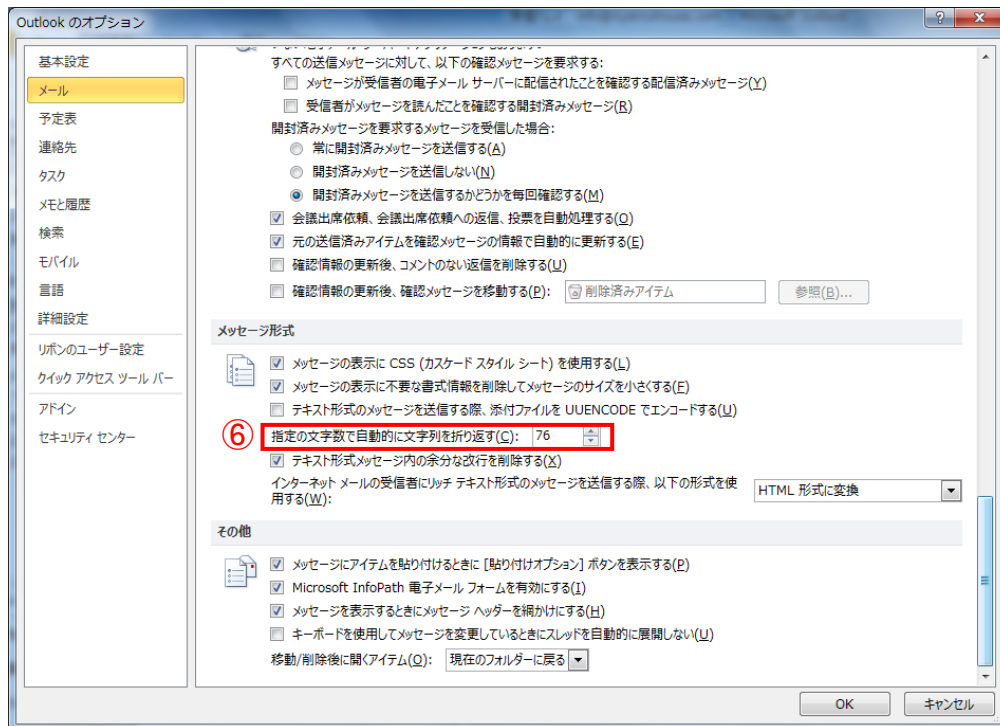 Outlook のオプション
基本設定
メール
予定表
連絡先
タスク
メモと履歴
検索
モバイル
言語
詳細設定
リボンのユーザー設定
クイック アクセス ツール バー
アドイン
セキュリティ センター
すべての送信メッセージに対して、以下の確認メッセージを要求する:
メッセージが受信者の電子メール サーバーに配信されたことを確認する配信済みメッセージ(Y)
受信者がメッセージを読んだことを確認する開封済みメッセージ(R)
開封済みメッセージを要求するメッセージを受信した場合:
常に開封済みメッセージを送信する(A)
開封済みメッセージを送信しない(N)
開封済みメッセージを送信するかどうかを毎回確認する(M)
会議出席依頼、会議出席依頼への返信、投票を自動処理する(O)
元の送信済みアイテムを確認メッセージの情報で自動的に更新する(E)
確認情報の更新後、コメントのない返信を削除する(U)
確認情報の更新後、確認メッセージを移動する(P): 削除済みアイテム 参照(B)...
メッセージ形式
メッセージの表示に CSS (カスケード スタイル シート) を使用する(L)
メッセージの表示に不要な書式情報を削除してメッセージのサイズを小さくする(F)
テキスト形式のメッセージを送信する際、添付ファイルを UUENCODE でエンコードする(U)
⑥ 指定の文字数で自動的に文字列を折り返す(C): 76
テキスト形式メッセージ内の余分な改行を削除する(X)
インターネット メールの受信者にリッチ テキスト形式のメッセージを送信する際、以下の形式を使 HTML 形式に変換
用する(W):
その他
メッセージにアイテムを貼り付けるときに [貼り付けオプション] ボタンを表示する(P)
Microsoft InfoPath 電子メール フォームを有効にする(I)
メッセージを表示するときにメッセージ ヘッダーを網かけにする(H)
キーボードを使用してメッセージを変更しているときにスレッドを自動的に展開しない(U)
移動/削除後に開くアイテム(O): 現在のフォルダーに戻る
OK キャンセル